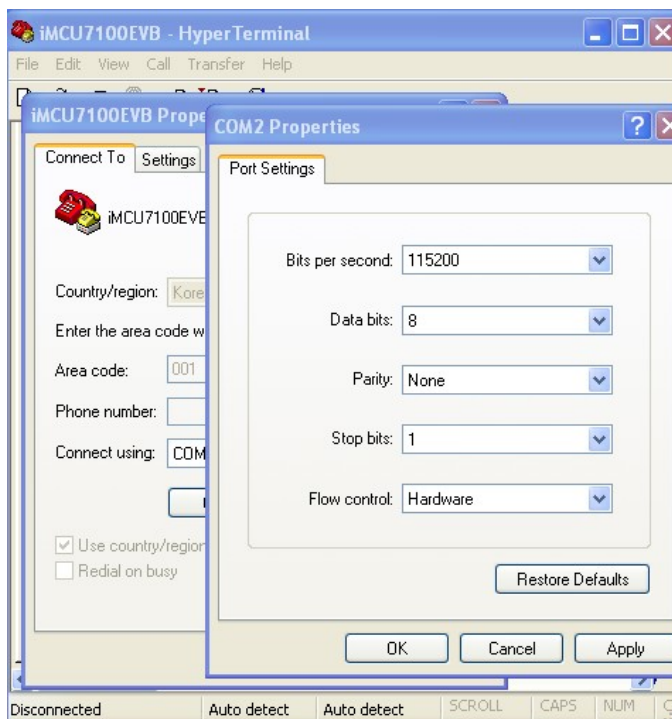 iMCU7100EVB - HyperTerminal
File Edit View Call Transfer Help
iMCU7100EVB Prope
COM2 Properties
Connect To Settings
Port Settings
iMCU7100EVE
Bits per second: 115200
Country/region: Kore
Data bits: 8
Enter the area code w
Area code: 001
Parity: None
Phone number:
Stop bits: 1
Connect using: COM
Flow control: Hardware
Use country/region
Redial on busy
Restore Defaults
OK Cancel Apply
Disconnected Auto detect Auto detect SCROLL CAPS NUM